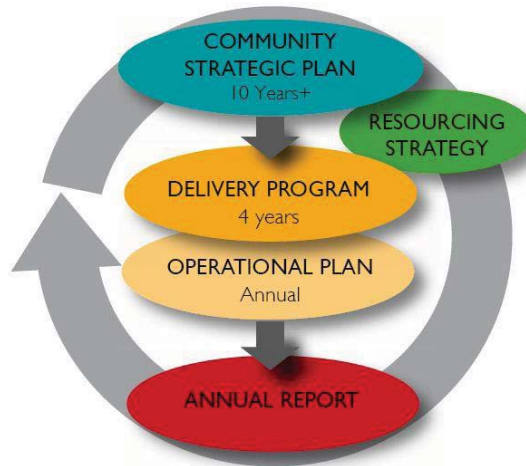 COMMUNITY
STRATEGIC PLAN
10 Years+
RESOURCING
STRATEGY
DELIVERY PROGRAM
4 years
OPERATIONAL PLAN
Annual
ANNUAL REPORT